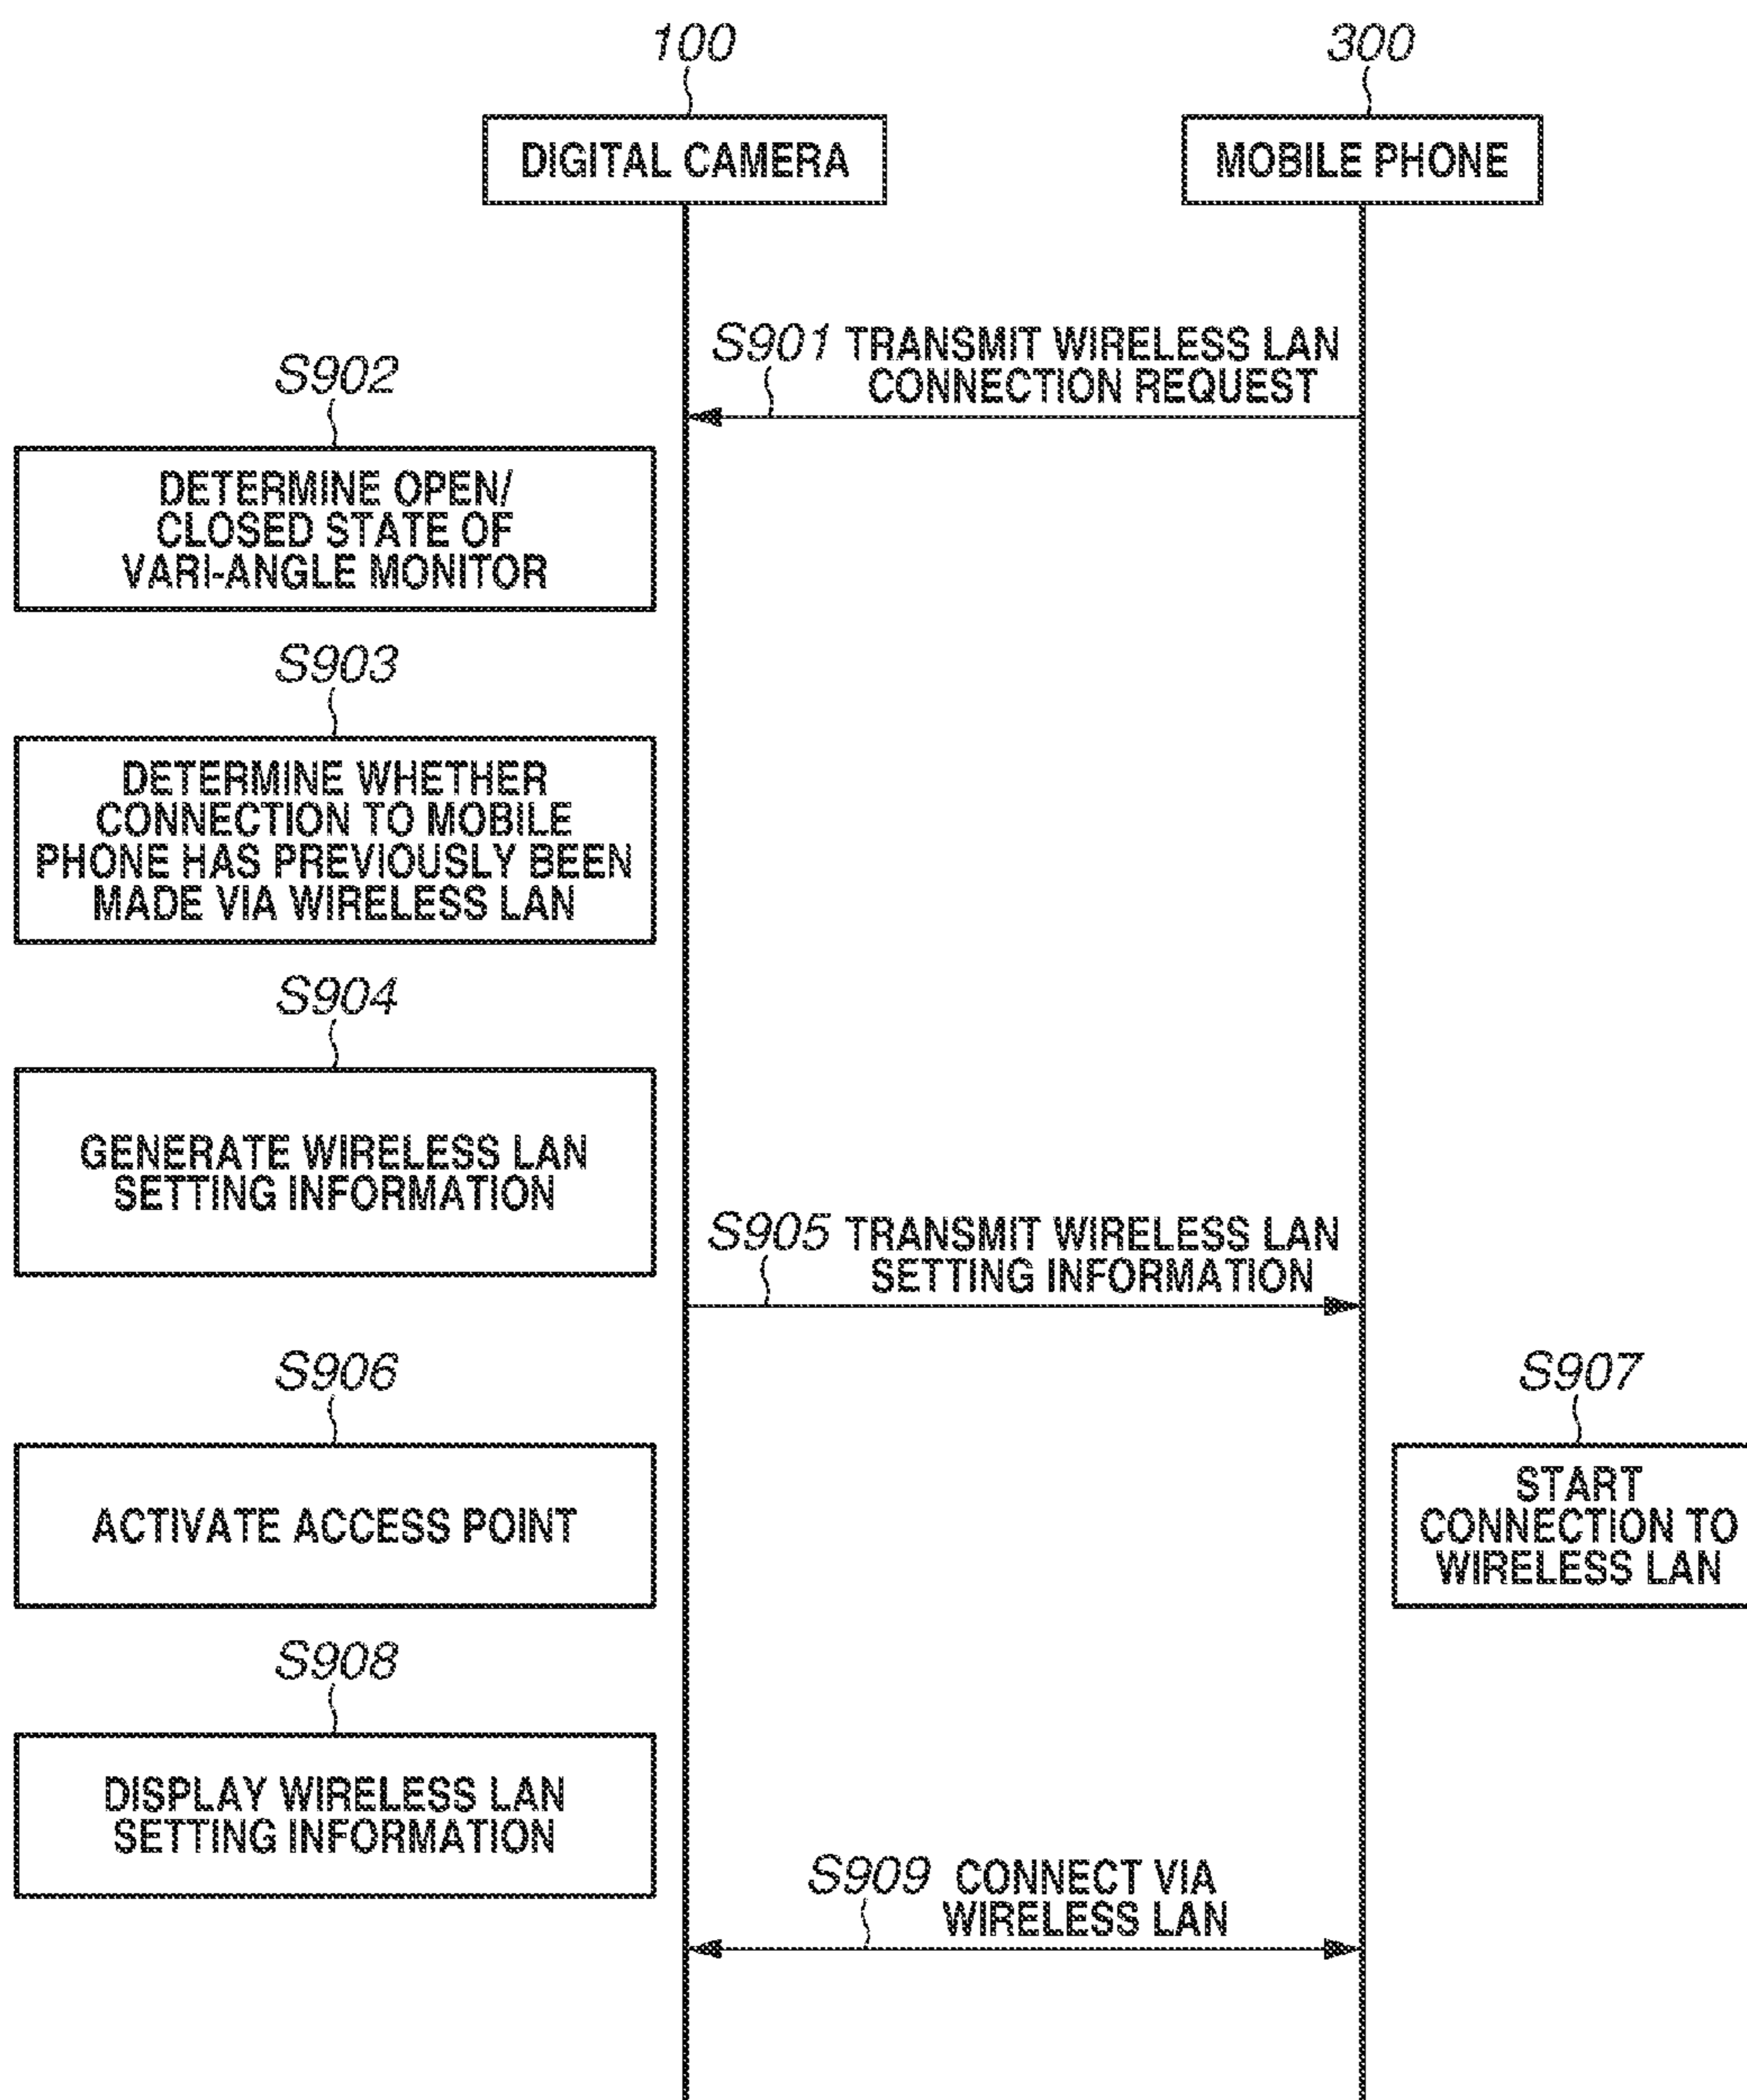 100
300
DIGITAL CAMERA
MOBILE PHONE
S901 TRANSMIT WIRELESS LAN
CONNECTION REQUEST
S902
DETERMINE OPEN/
CLOSED STATE OF
VARI-ANGLE MONITOR
S903
DETERMINE WHETHER
CONNECTION TO MOBILE
PHONE HAS PREVIOUSLY BEEN
MADE VIA WIRELESS LAN
S904
GENERATE WIRELESS LAN
SETTING INFORMATION
S905 TRANSMIT WIRELESS LAN
SETTING INFORMATION
S906
ACTIVATE ACCESS POINT
S907
START
CONNECTION TO
WIRELESS LAN
S908
DISPLAY WIRELESS LAN
SETTING INFORMATION
S909 CONNECT VIA
WIRELESS LAN